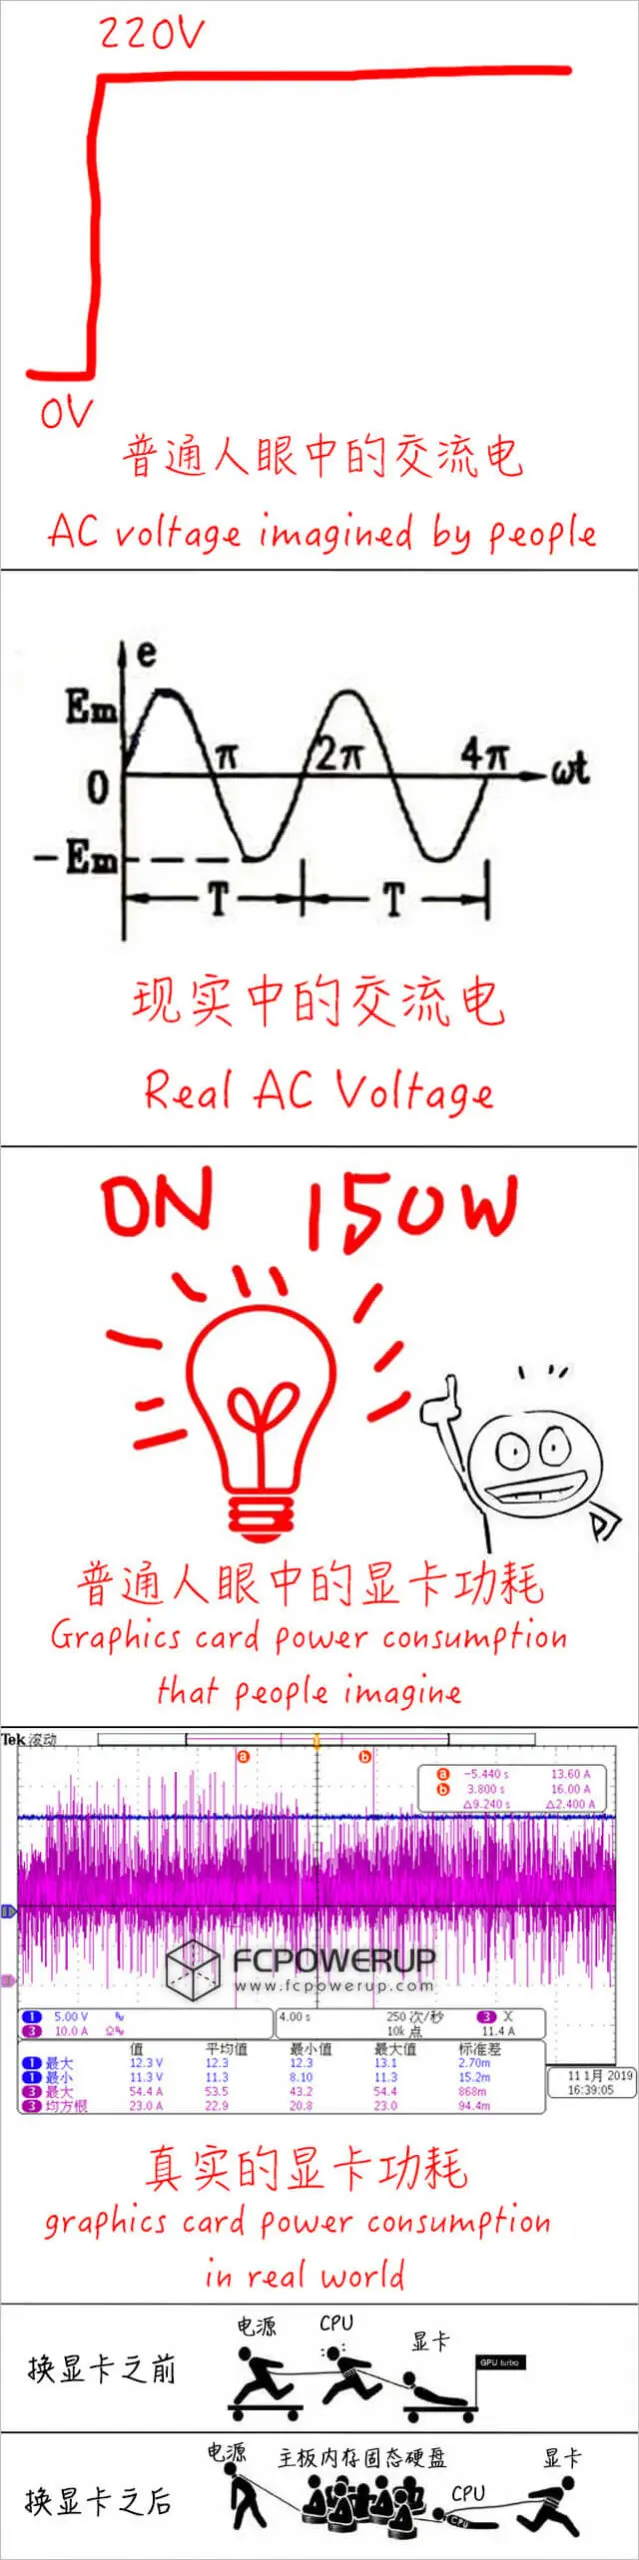 220V
0V
普通人眼中的交流电
AC voltage imagined by people
e
Em
π
2π
4π
ωt
0
-Em
T
T
现实中的交流电
Real AC Voltage
ON 150W
普通人眼中的显卡功耗
Graphics card power consumption
that people imagine
Tek 滚动
a
b
a -5.440 s 13.60 A
b 3.800 s 16.00 A
△9.240 s △2.400 A
FCPOWERUP
www.fcpowerup.com
1 5.00 V
3 10.0 A
4.00 s
250 次/秒
10k 点
3 X
11.4 A
值 平均值 最小值 最大值 标准差
1 最大 12.3 V 12.3 12.3 13.1 2.70m
1 最小 11.3 V 11.3 8.10 11.3 15.2m
3 最大 54.4 A 53.5 43.2 54.4 868m
3 均方根 23.0 A 22.9 20.8 23.0 94.4m
11 1月 2019
16:39:05
真实的显卡功耗
graphics card power consumption
in real world
换显卡之前
电源
CPU
显卡
GPU turbo
换显卡之后
电源
主板内存固态硬盘
CPU
CPU
显卡